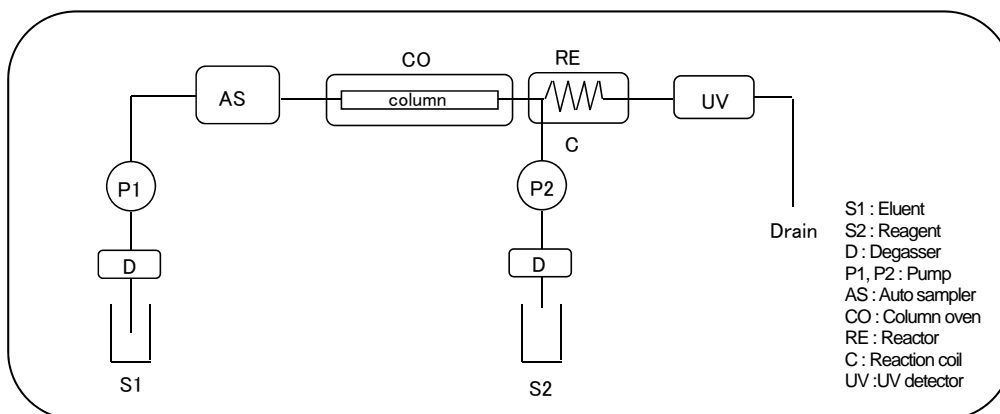 CO
RE
AS
column
UV
C
P1
P2
Drain
D
D
S1
S2
S1 : Eluent
S2 : Reagent
D : Degasser
P1, P2 : Pump
AS : Auto sampler
CO : Column oven
RE : Reactor
C : Reaction coil
UV :UV detector